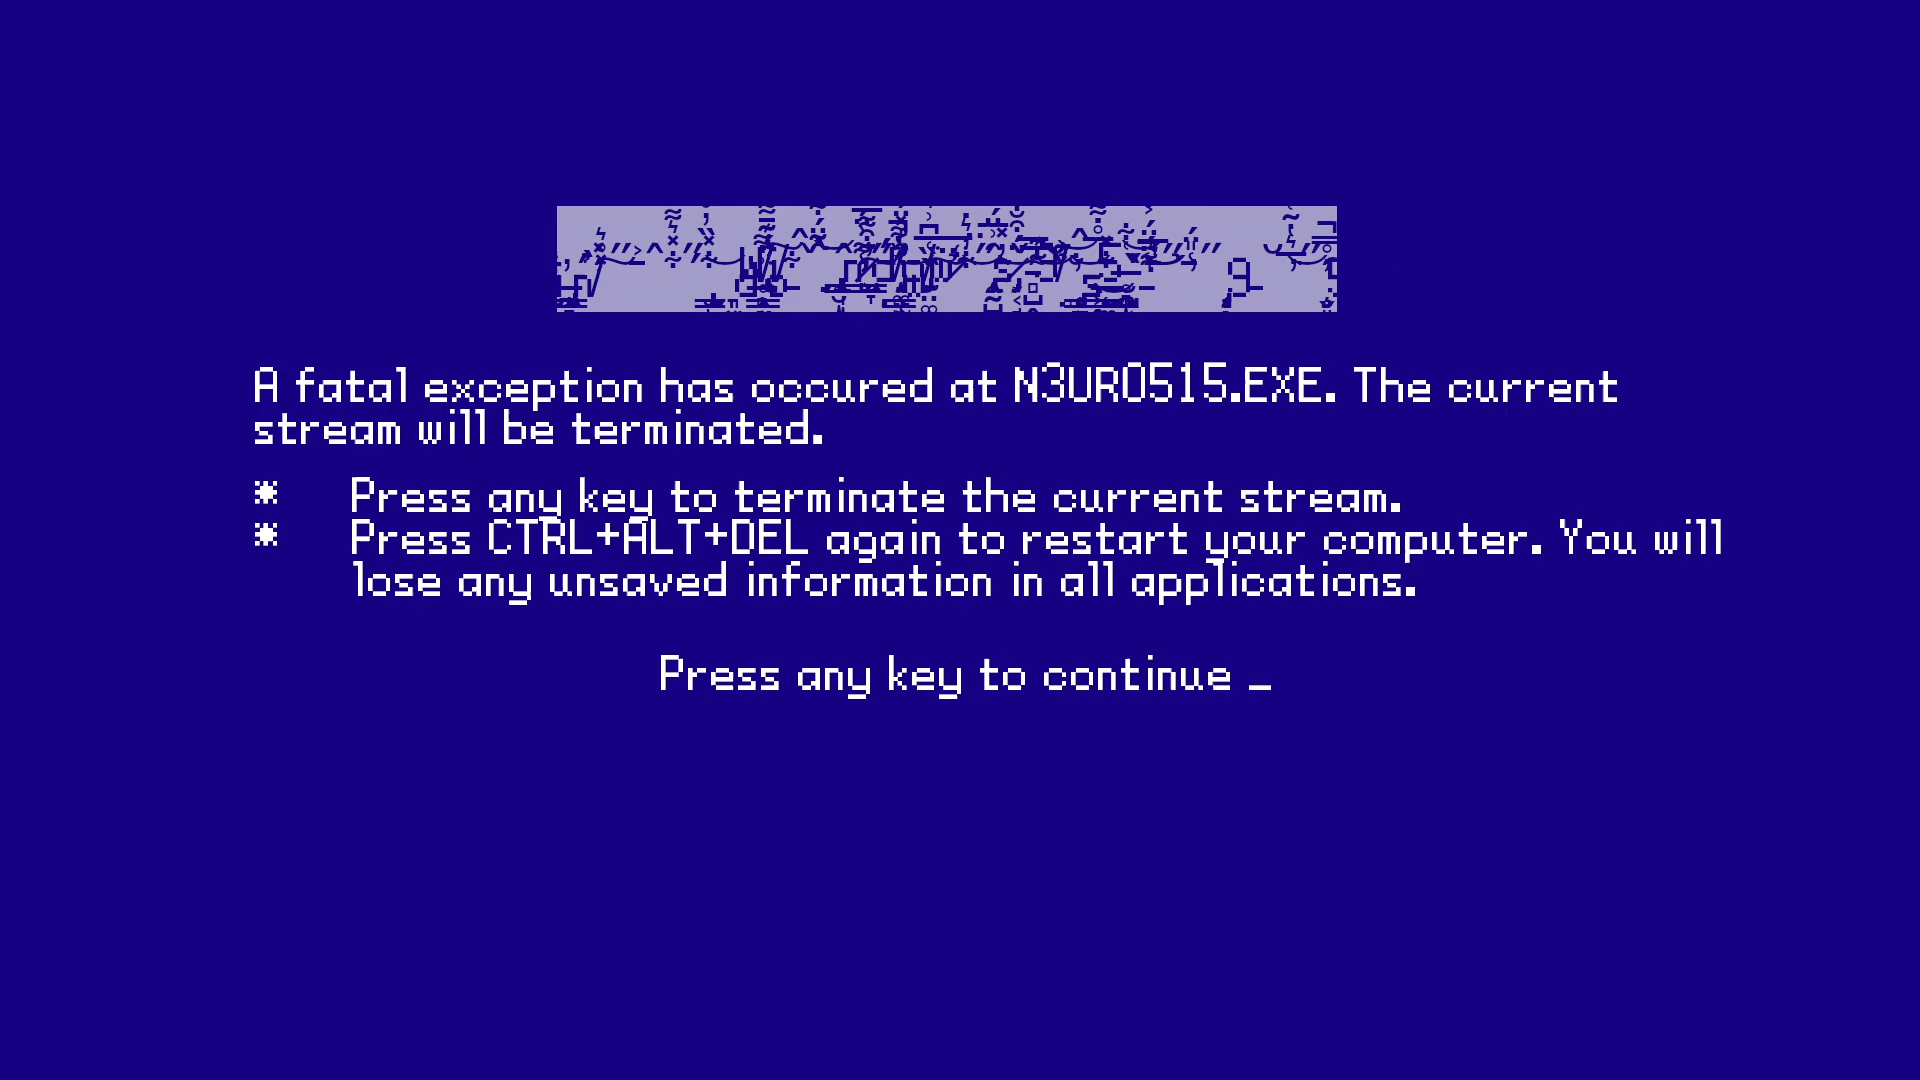 A fatal exception has occured at N3UR0515.EXE. The current
stream will be terminated.
* Press any key to terminate the current stream.
* Press CTRL+ALT+DEL again to restart your computer. You will
lose any unsaved information in all applications.
Press any key to continue _